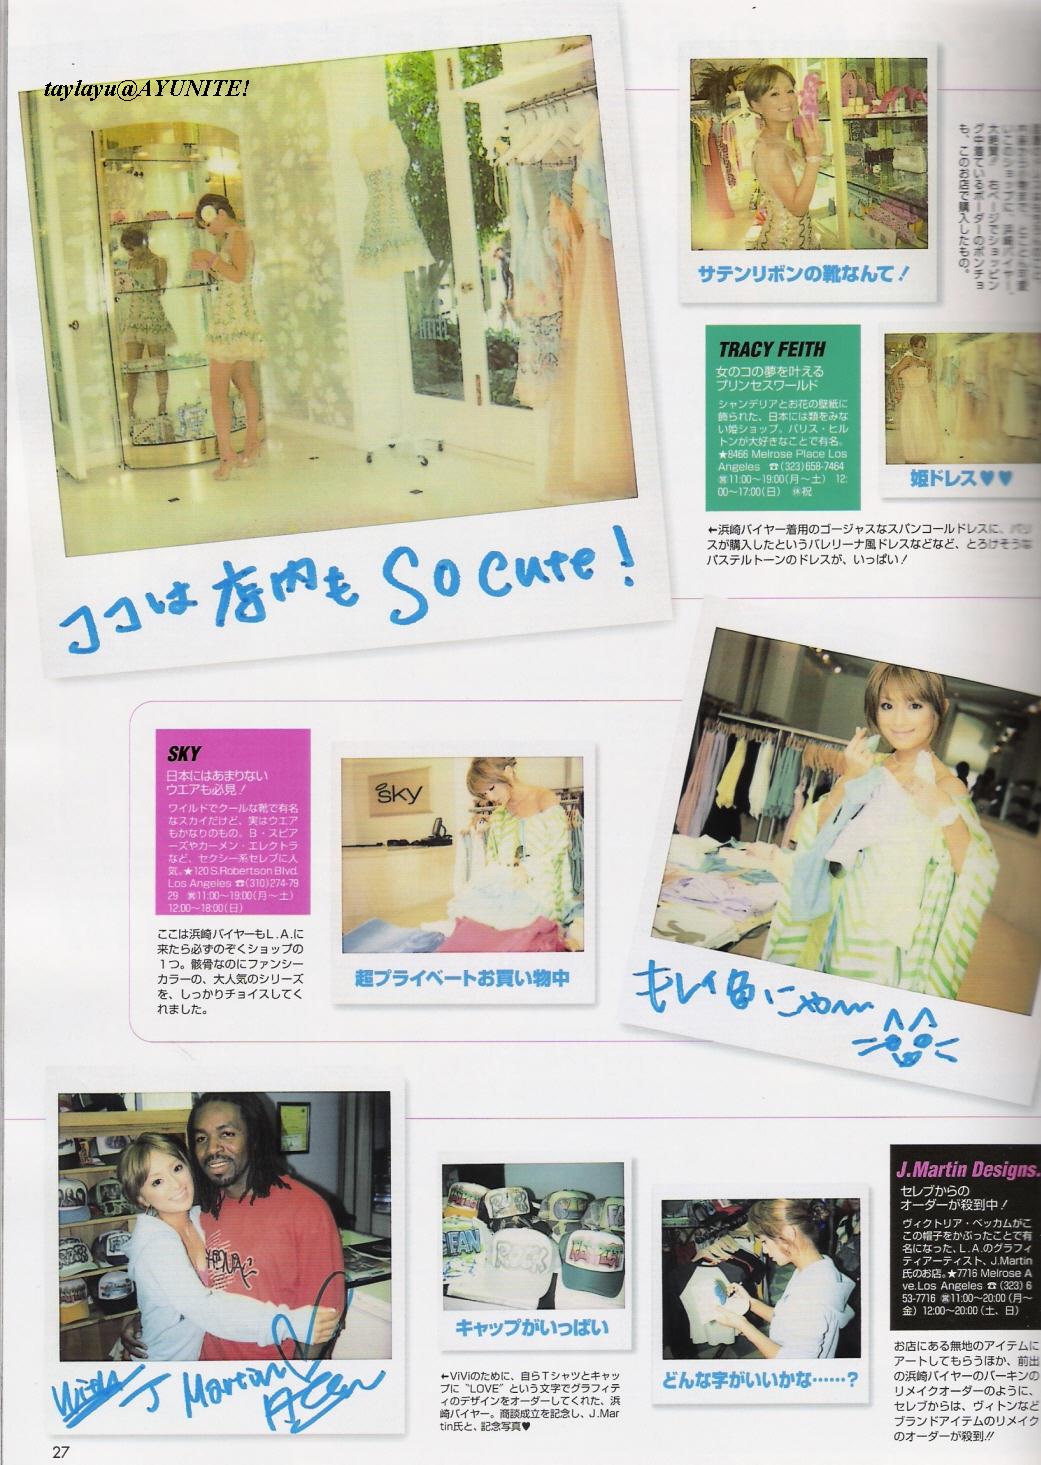 taylayu@AYUNITE!
ココは店内も So cute!
サテンリボンの靴なんて!
大絶賛!! 右ページでショッピン
グ中着ているボーダーのポンチョ
も、このお店で購入したもの。
TRACY FEITH
女のコの夢を叶える
プリンセスワールド
シャンデリアとお花の壁紙に
飾られた、日本には類をみな
い姫ショップ。パリス・ヒル
トンが大好きなことで有名。
★8466 Melrose Place Los
Angeles ☎(323)658-7464
営11:00〜19:00(月〜土) 12:
00〜17:00(日) 休祝
姫ドレス♥♥
←浜崎バイヤー着用のゴージャスなスパンコールドレスに、パリ
スが購入したというバレリーナ風ドレスなどなど、とろけそうな
パステルトーンのドレスが、いっぱい!
SKY
日本にはあまりない
ウエアも必見!
ワイルドでクールな靴で有名
なスカイだけど、実はウエア
もかなりのもの。B・スピア
ーズやカーメン・エレクトラ
など、セクシー系セレブに人
気。★120 S.Robertson Blvd.
Los Angeles ☎(310)274-79
29 営11:00〜19:00(月〜土)
12:00〜18:00(日)
ここは浜崎バイヤーもL.A.に
来たら必ずのぞくショップの
1つ。骸骨なのにファンシー
カラーの、大人気のシリーズ
を、しっかりチョイスしてく
れました。
sky
超プライベートお買い物中
キレイ色にゃ〜
J Martin
キャップがいっぱい
←ViViのために、自らTシャツとキャッ
プに“LOVE”という文字でグラフィテ
ィのデザインをオーダーしてくれた、浜
崎バイヤー。商談成立を記念し、J.Mar
tin氏と、記念写真♥
どんな字がいいかな……?
J.Martin Designs.
セレブからの
オーダーが殺到中!
ヴィクトリア・ベッカムがこ
この帽子をかぶったことで有
名になった、L.A.のグラフィ
ティアーティスト、J.Martin
氏のお店。★7716 Melrose A
ve.Los Angeles ☎(323)6
53-7716 営11:00〜20:00(月〜
金) 12:00〜20:00(土、日)
お店にある無地のアイテムに
アートしてもらうほか、前出
の浜崎バイヤーのバーキンの
リメイクオーダーのように、
セレブからは、ヴィトンなど
ブランドアイテムのリメイク
のオーダーが殺到!!
27